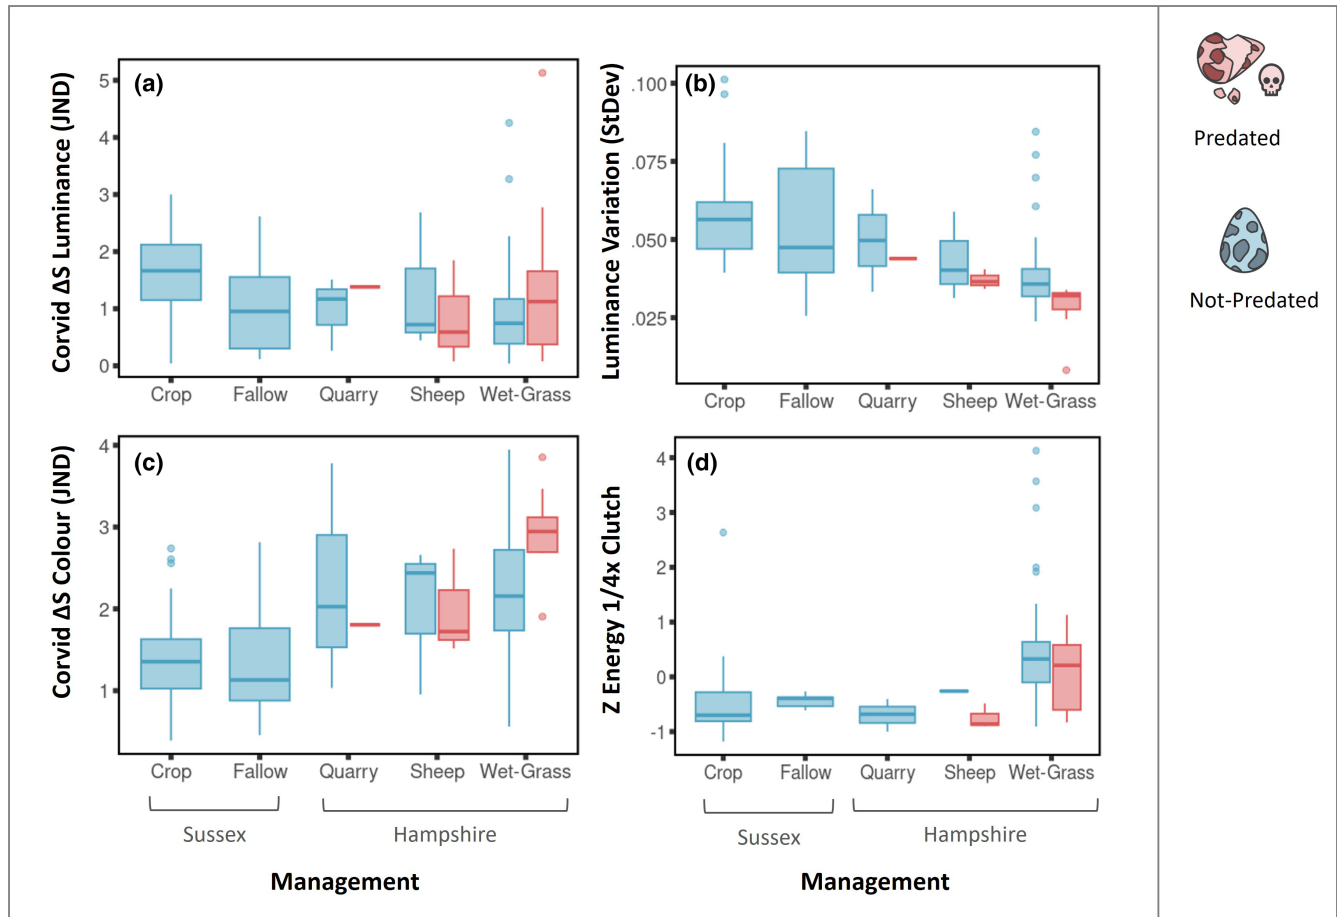 (a)
Corvid ΔS Luminance (JND)
5
4
3
2
1
0
Crop Fallow Quarry Sheep Wet-Grass
(b)
Luminance Variation (StDev)
.100
.075
.050
.025
Crop Fallow Quarry Sheep Wet-Grass
(c)
Corvid ΔS Colour (JND)
4
3
2
1
Crop Fallow Quarry Sheep Wet-Grass
Sussex Hampshire
Management
(d)
Z Energy 1/4x Clutch
4
3
2
1
0
-1
Crop Fallow Quarry Sheep Wet-Grass
Sussex Hampshire
Management
Predated
Not-Predated